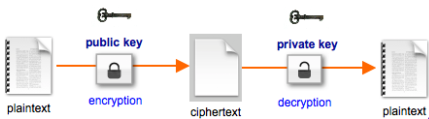 public key
private key
encryption
decryption
plaintext
ciphertext
plaintext